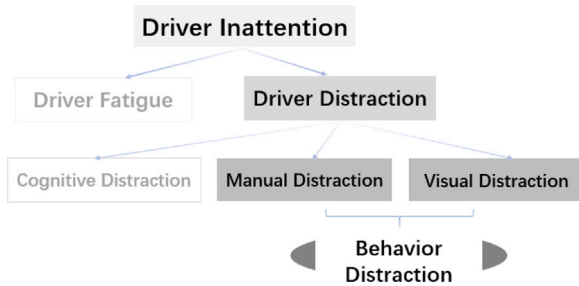 Driver Inattention
Driver Fatigue
Driver Distraction
Cognitive Distraction
Manual Distraction
Visual Distraction
Behavior
Distraction